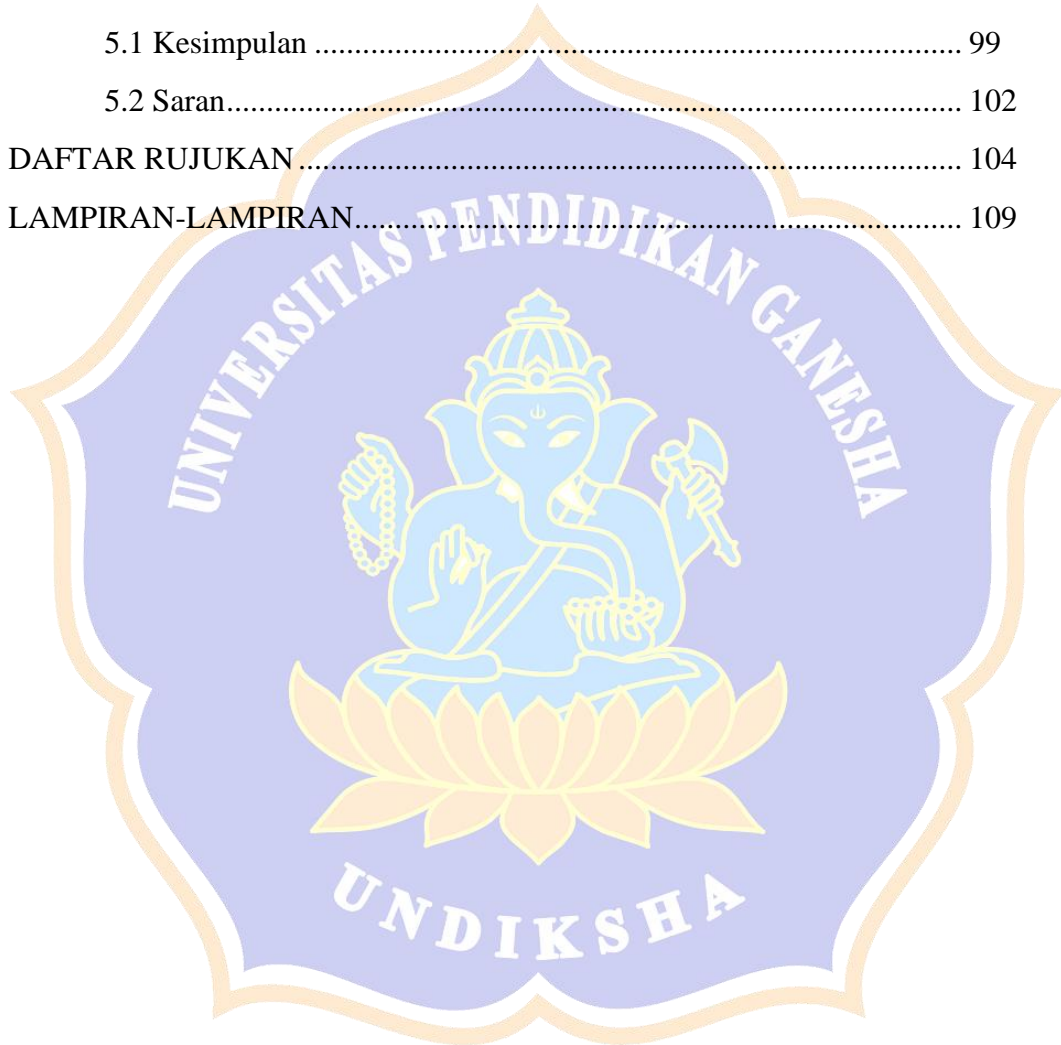 5.1 Kesimpulan ................................................................................ 99
5.2 Saran........................................................................................... 102
DAFTAR RUJUKAN.................................................................................. 104
LAMPIRAN-LAMPIRAN........................................................................... 109
UNIVERSITAS PENDIDIKAN GANESHA
UNDIKSHA